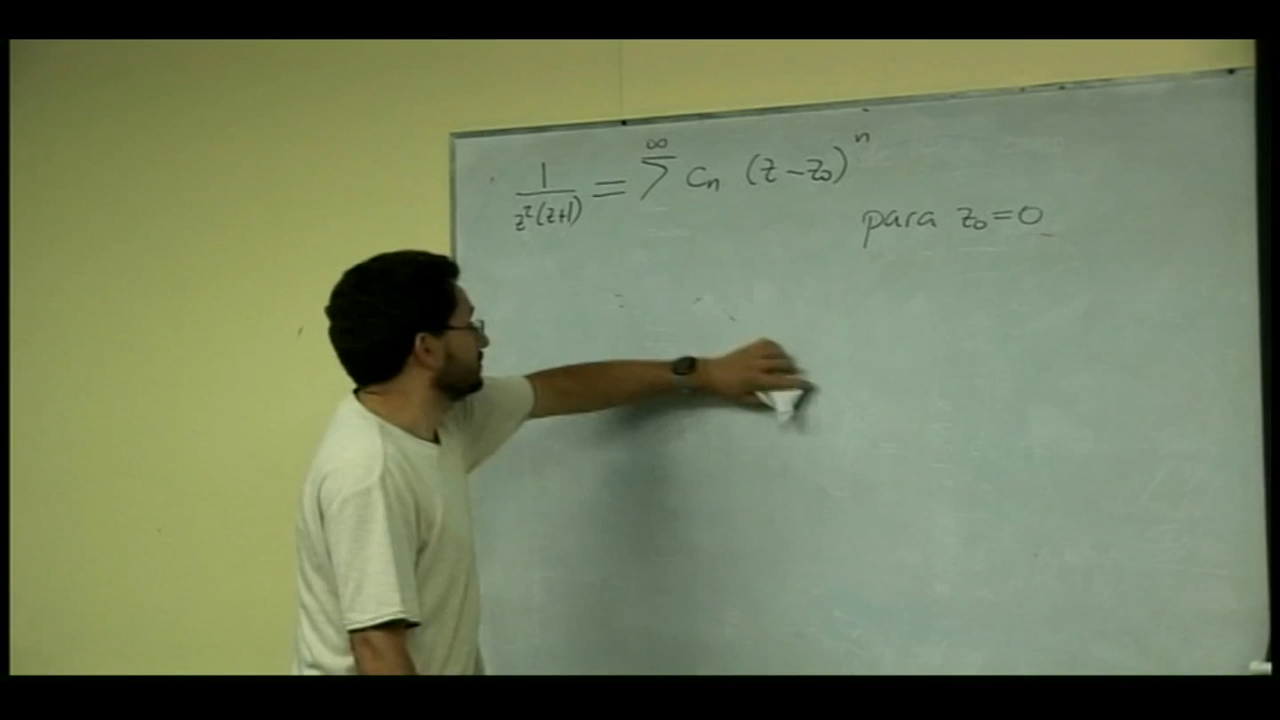 1/(z²(z+1)) = ∑^∞ cₙ (z−z₀)ⁿ
para z₀=0